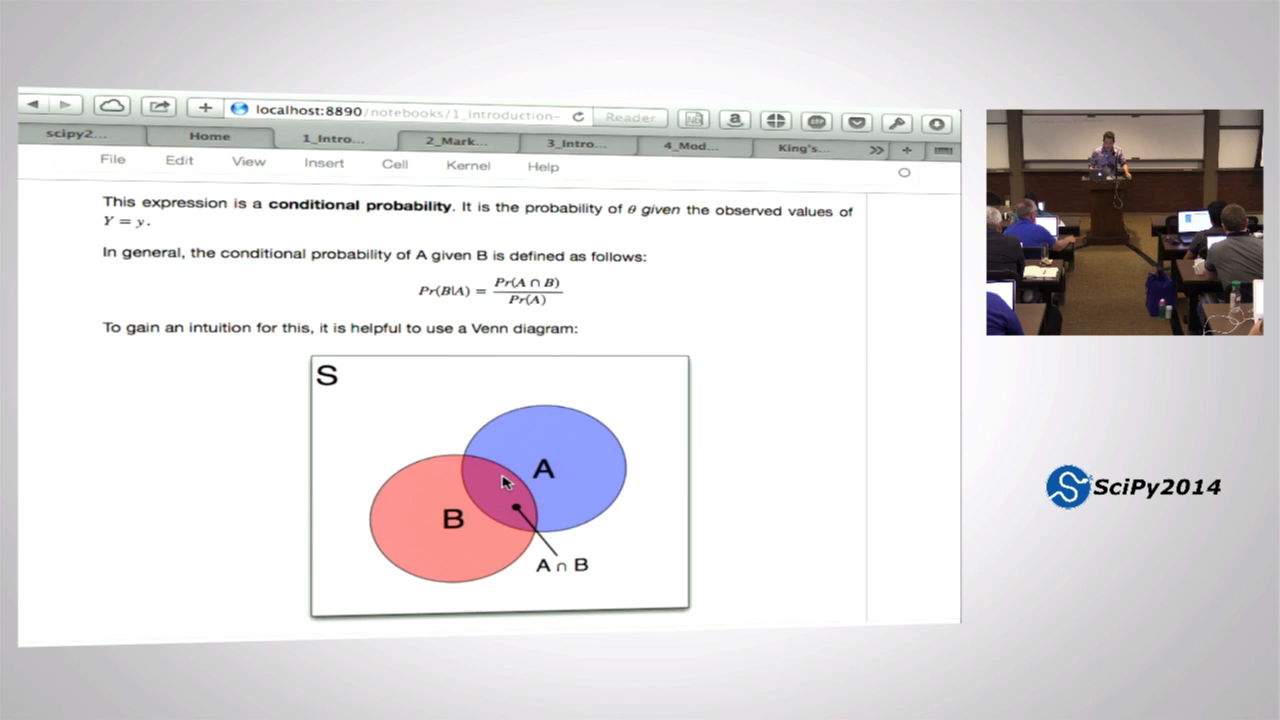 localhost:8890/notebooks/1_Introduction-
Reader
scipy2...
Home
1_Intro...
2_Mark...
3_Intro...
4_Mod...
King's...
File Edit View Insert Cell Kernel Help
This expression is a conditional probability. It is the probability of θ given the observed values of
Y = y.
In general, the conditional probability of A given B is defined as follows:
Pr(B|A) = Pr(A ∩ B) / Pr(A)
To gain an intuition for this, it is helpful to use a Venn diagram:
S
A
B
A ∩ B
SciPy2014